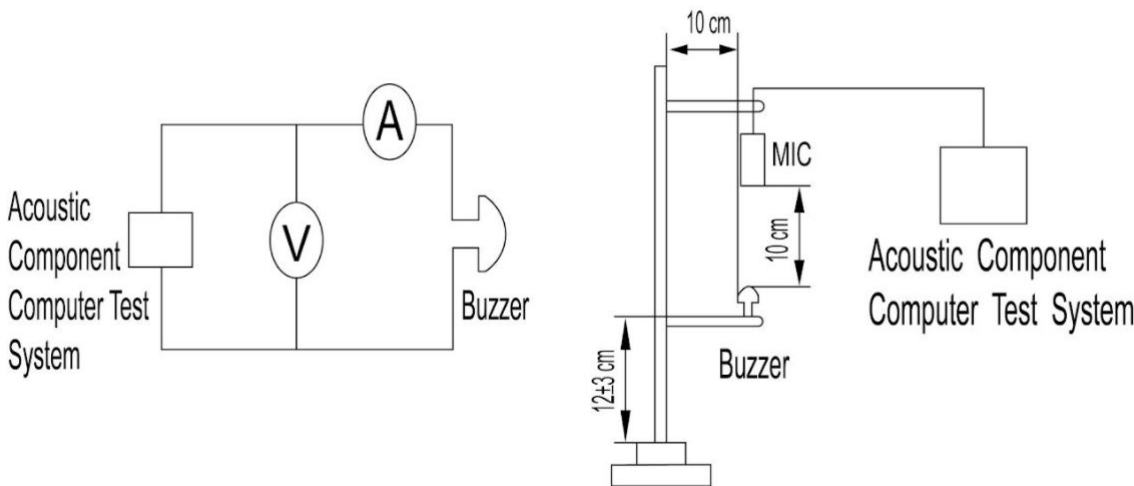 A
V
Acoustic
Component
Computer Test
System
Buzzer
10 cm
MIC
10 cm
Acoustic Component
Computer Test System
Buzzer
12±3 cm